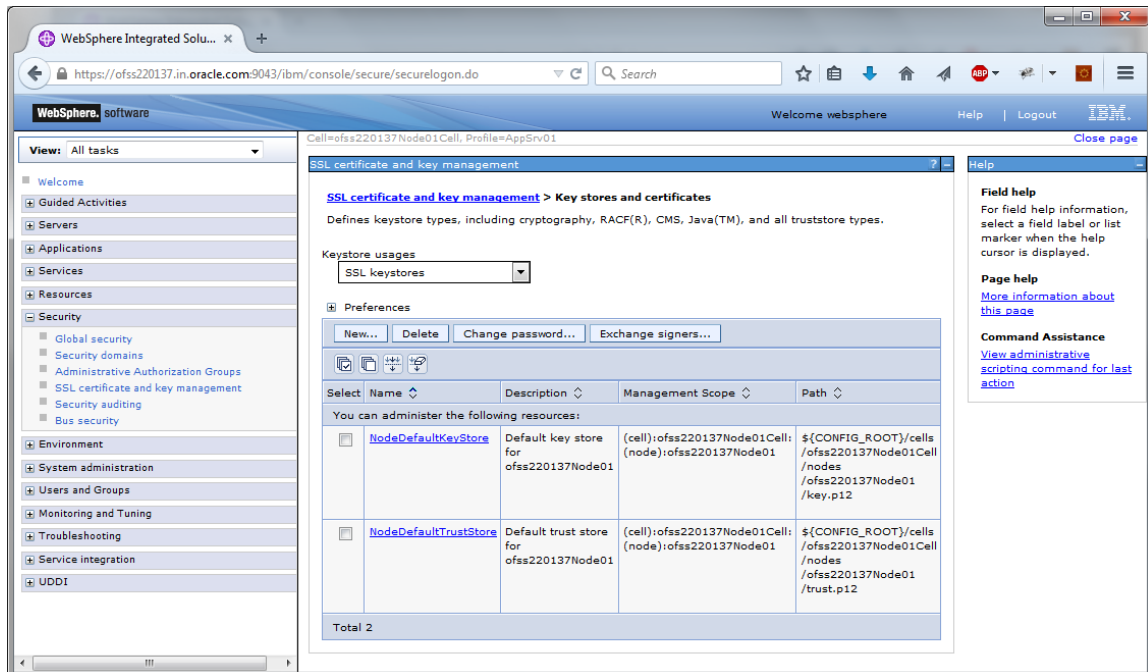 WebSphere Integrated Solu... × +
https://ofss220137.in.oracle.com:9043/ibm/console/secure/securelogon.do
Search
ABP
WebSphere. software
Welcome websphere
Help | Logout
IBM.
View: All tasks
Welcome
Guided Activities
Servers
Applications
Services
Resources
Security
Global security
Security domains
Administrative Authorization Groups
SSL certificate and key management
Security auditing
Bus security
Environment
System administration
Users and Groups
Monitoring and Tuning
Troubleshooting
Service integration
UDDI
Cell=ofss220137Node01Cell, Profile=AppSrv01
Close page
SSL certificate and key management ? -
SSL certificate and key management > Key stores and certificates
Defines keystore types, including cryptography, RACF(R), CMS, Java(TM), and all truststore types.
Keystore usages
SSL keystores
Preferences
New... Delete Change password... Exchange signers...
Select Name Description Management Scope Path
You can administer the following resources:
NodeDefaultKeyStore
Default key store
for
ofss220137Node01
(cell):ofss220137Node01Cell:
(node):ofss220137Node01
${CONFIG_ROOT}/cells
/ofss220137Node01Cell
/nodes
/ofss220137Node01
/key.p12
NodeDefaultTrustStore
Default trust store
for
ofss220137Node01
(cell):ofss220137Node01Cell:
(node):ofss220137Node01
${CONFIG_ROOT}/cells
/ofss220137Node01Cell
/nodes
/ofss220137Node01
/trust.p12
Total 2
Help -
Field help
For field help information,
select a field label or list
marker when the help
cursor is displayed.
Page help
More information about
this page
Command Assistance
View administrative
scripting command for last
action